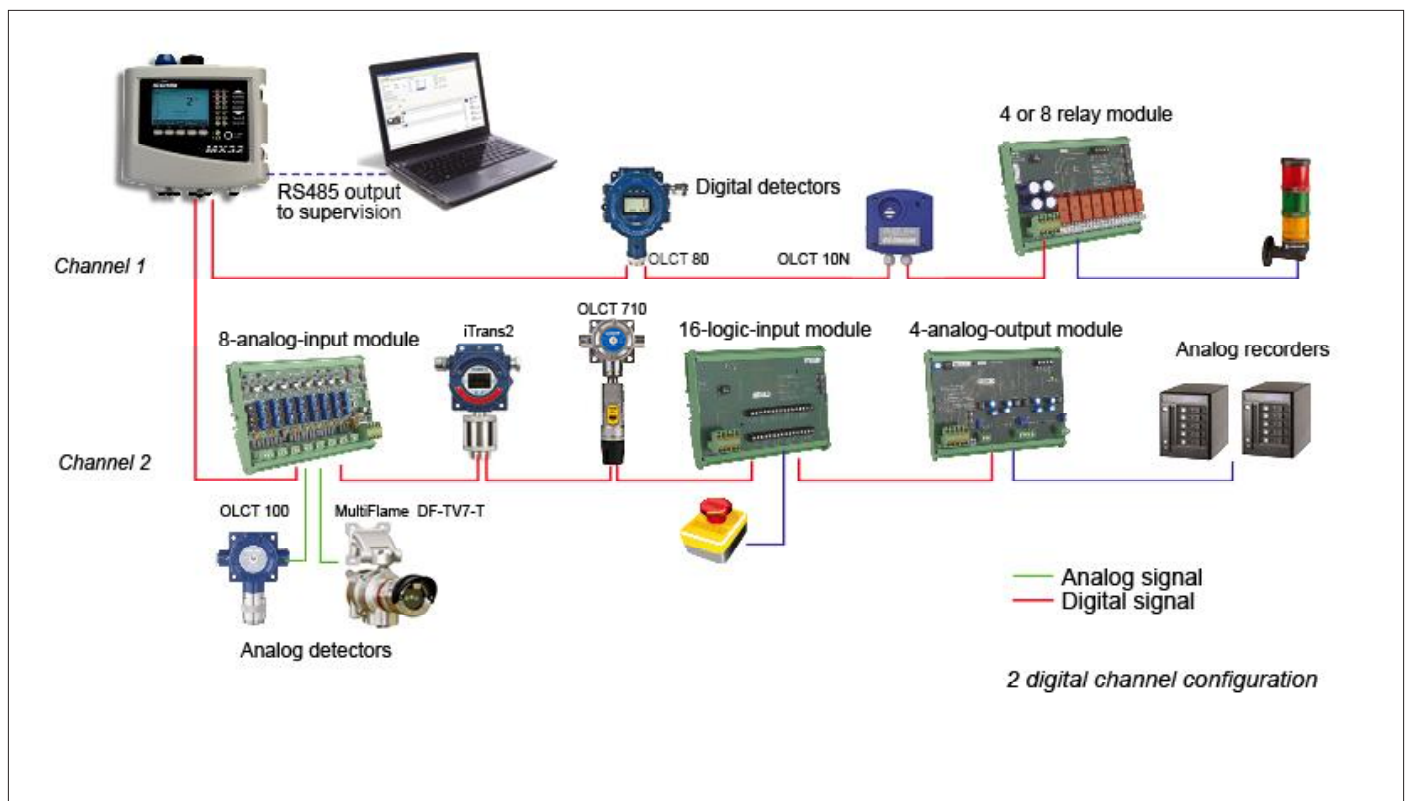 MX32
RS485 output
to supervision
Digital detectors
4 or 8 relay module
Channel 1
OLCT 80
OLCT 10N
OLCT 710
8-analog-input module
iTrans2
16-logic-input module
4-analog-output module
Analog recorders
Channel 2
OLCT 100
MultiFlame DF-TV7-T
Analog detectors
Analog signal
Digital signal
2 digital channel configuration